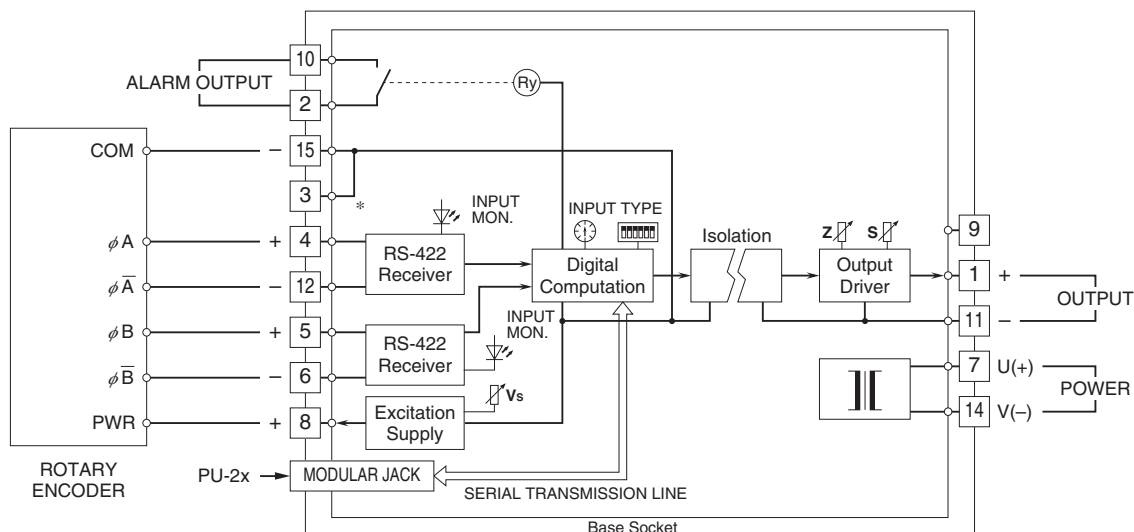 ALARM OUTPUT
10
2
Ry
COM
− 15
3
*
INPUT
MON.
φA
+ 4
RS-422
Receiver
φA̅
− 12
INPUT TYPE
Digital
Computation
Isolation
Z
S
Output
Driver
9
1 +
OUTPUT
11 −
φB
+ 5
RS-422
Receiver
INPUT
MON.
φB̅
− 6
7 U(+)
POWER
14 V(–)
PWR
+ 8
Excitation
Supply
Vs
ROTARY
ENCODER
PU-2x
MODULAR JACK
SERIAL TRANSMISSION LINE
Base Socket